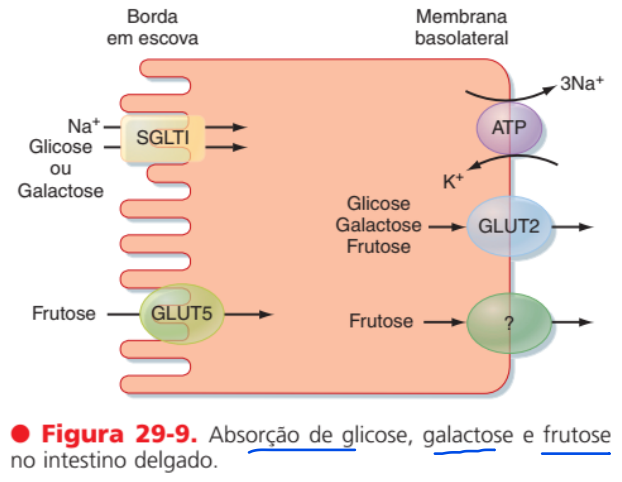 Borda
em escova
Membrana
basolateral
3Na+
ATP
K+
Na+
SGLTI
Glicose
ou
Galactose
Glicose
Galactose
Frutose
GLUT2
Frutose
GLUT5
Frutose
?
● Figura 29-9. Absorção de glicose, galactose e frutose
no intestino delgado.